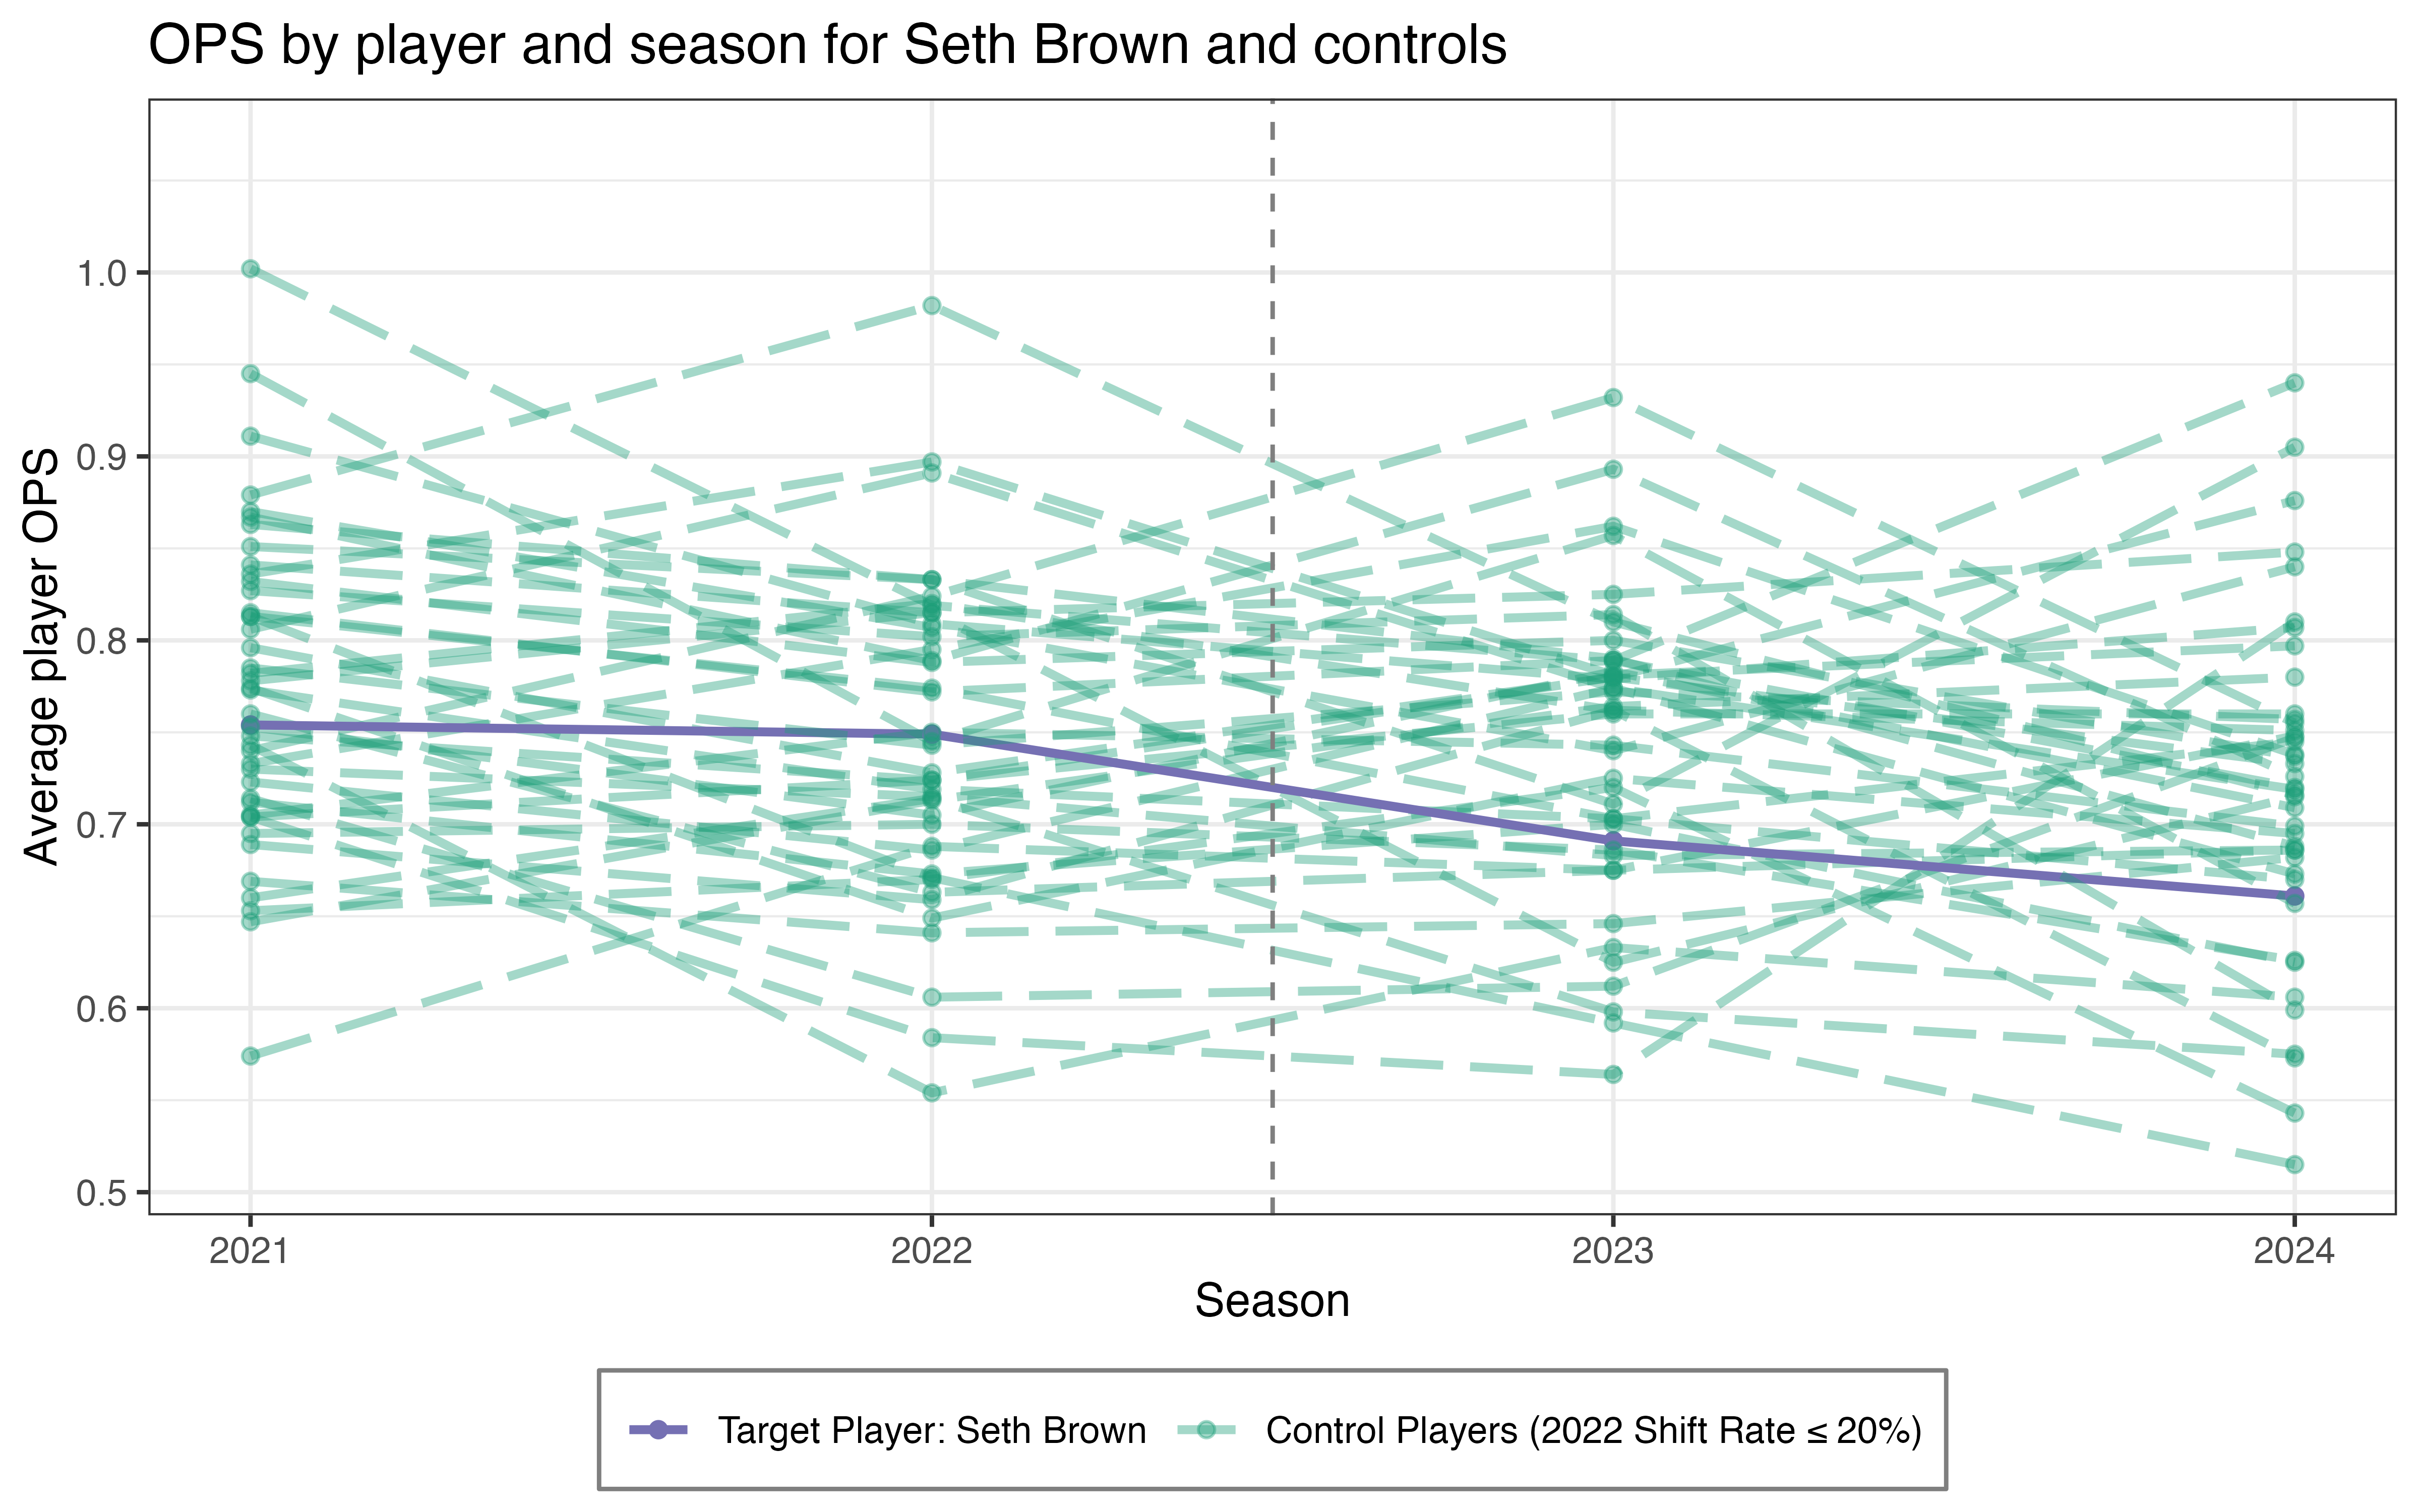 OPS by player and season for Seth Brown and controls
Average player OPS
1.0
0.9
0.8
0.7
0.6
0.5
2021
2022
2023
2024
Season
Target Player: Seth Brown
Control Players (2022 Shift Rate ≤ 20%)